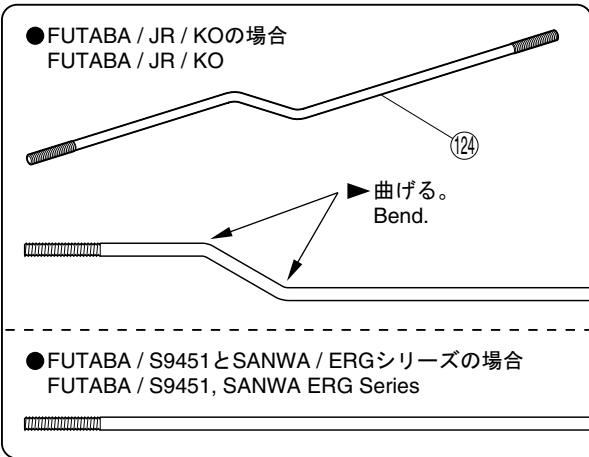 ●FUTABA / JR / KOの場合
FUTABA / JR / KO
124
▶曲げる。
Bend.
●FUTABA / S9451とSANWA / ERGシリーズの場合
FUTABA / S9451, SANWA ERG Series